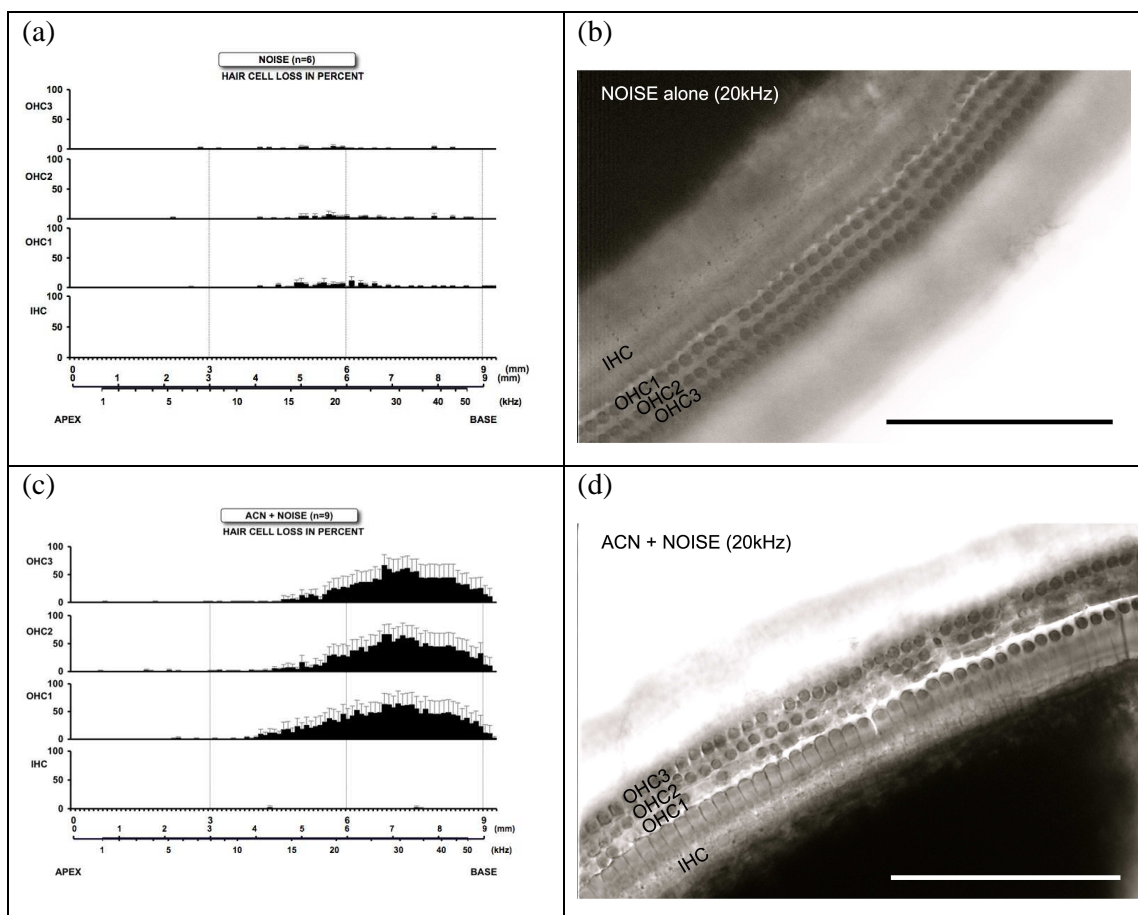 (a)
NOISE (n=6)
HAIR CELL LOSS IN PERCENT
100
OHC3
50
0
100
OHC2
50
0
100
OHC1
50
0
100
IHC
50
0
0 3 6 9 (mm)
0 1 2 3 4 5 6 7 8 9 (mm)
1 5 10 15 20 30 40 50 (kHz)
APEX BASE
(b)
NOISE alone (20kHz)
IHC
OHC1
OHC2
OHC3
(c)
ACN + NOISE (n=9)
HAIR CELL LOSS IN PERCENT
100
OHC3
50
0
100
OHC2
50
0
100
OHC1
50
0
100
IHC
50
0
0 3 6 9 (mm)
0 1 2 3 4 5 6 7 8 9
1 5 10 15 20 30 40 50 (kHz)
APEX BASE
(d)
ACN + NOISE (20kHz)
OHC3
OHC2
OHC1
IHC